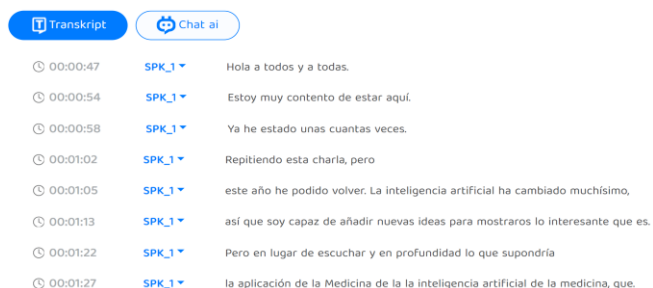 Transkript Chat ai
00:00:47 SPK_1 Hola a todos y a todas.
00:00:54 SPK_1 Estoy muy contento de estar aquí.
00:00:58 SPK_1 Ya he estado unas cuantas veces.
00:01:02 SPK_1 Repitiendo esta charla, pero
00:01:05 SPK_1 este año he podido volver. La inteligencia artificial ha cambiado muchísimo,
00:01:13 SPK_1 así que soy capaz de añadir nuevas ideas para mostraros lo interesante que es.
00:01:22 SPK_1 Pero en lugar de escuchar y en profundidad lo que supondría
00:01:27 SPK_1 la aplicación de la Medicina de la la inteligencia artificial de la medicina, que.